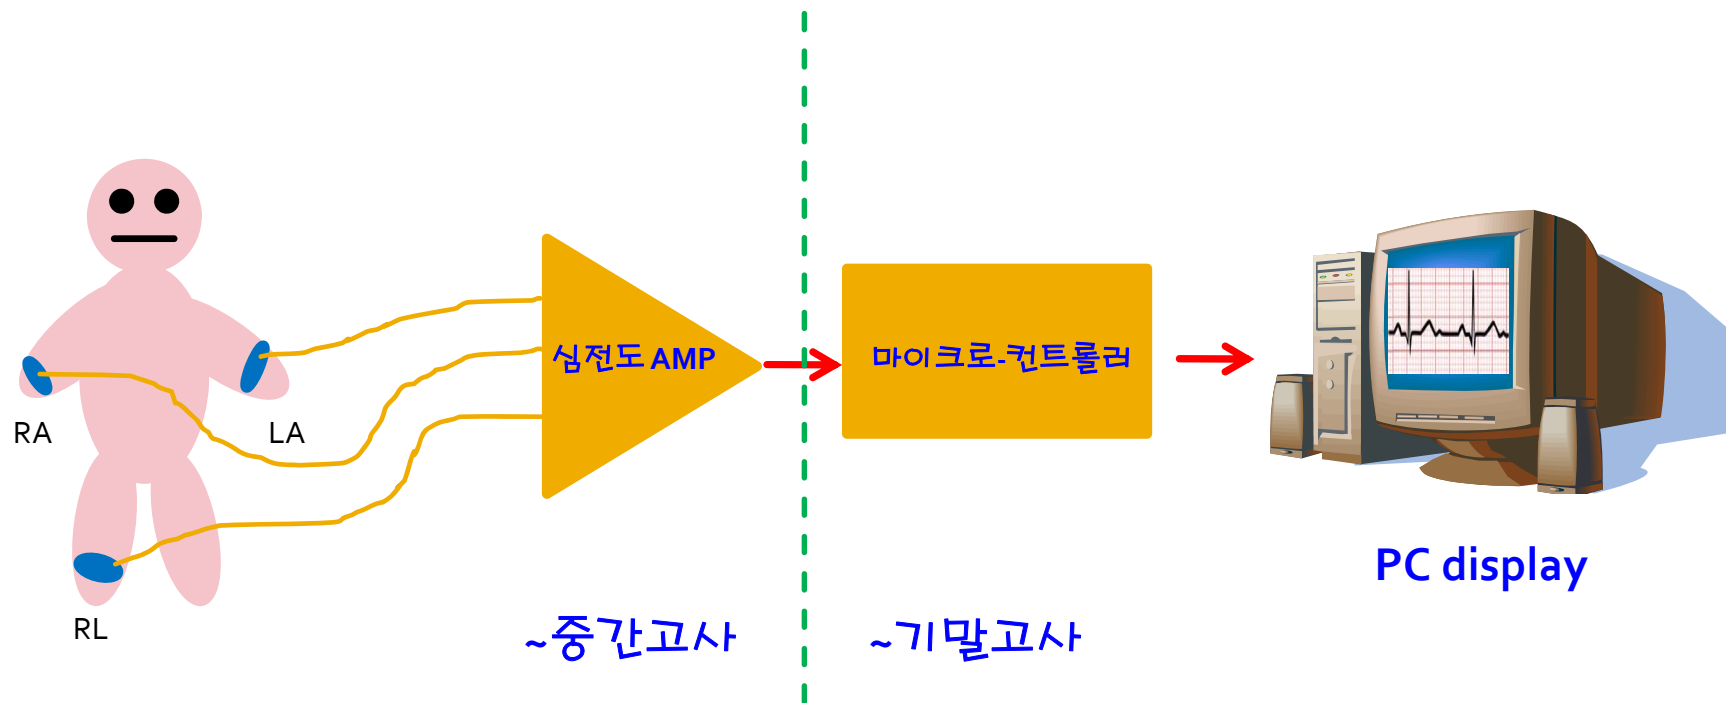 심전도 AMP
마이크로-컨트롤러
RA
LA
PC display
RL
~중간고사
~기말고사